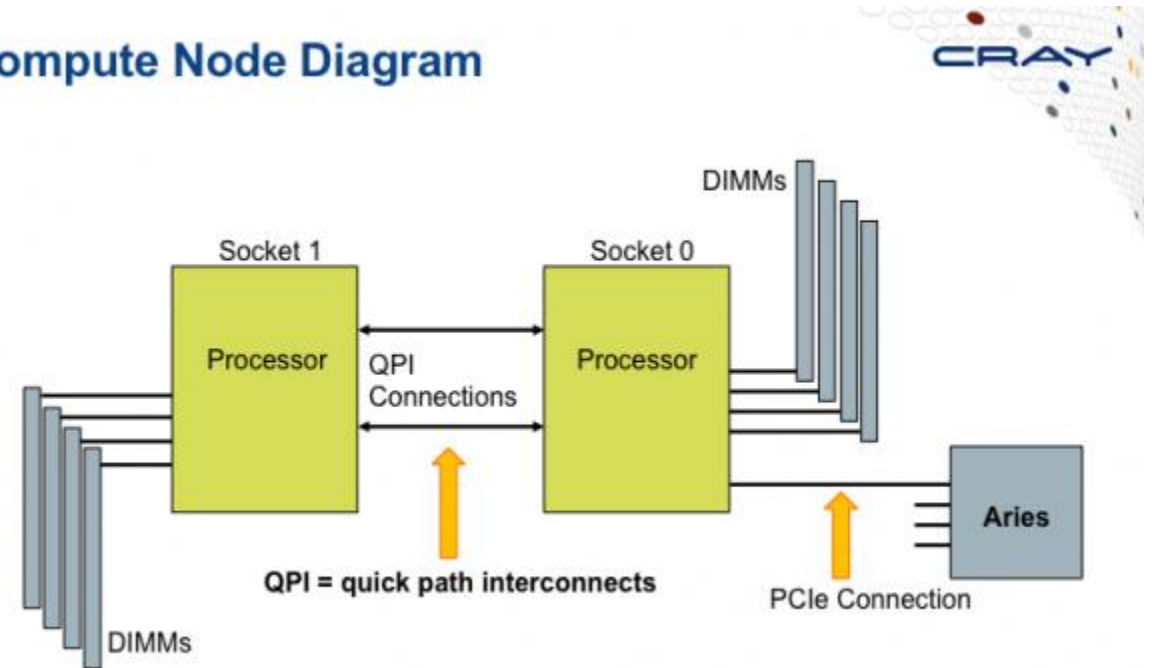 ompute Node Diagram
CRAY
DIMMs
Socket 1
Socket 0
Processor
QPI
Connections
Processor
Aries
QPI = quick path interconnects
PCIe Connection
DIMMs